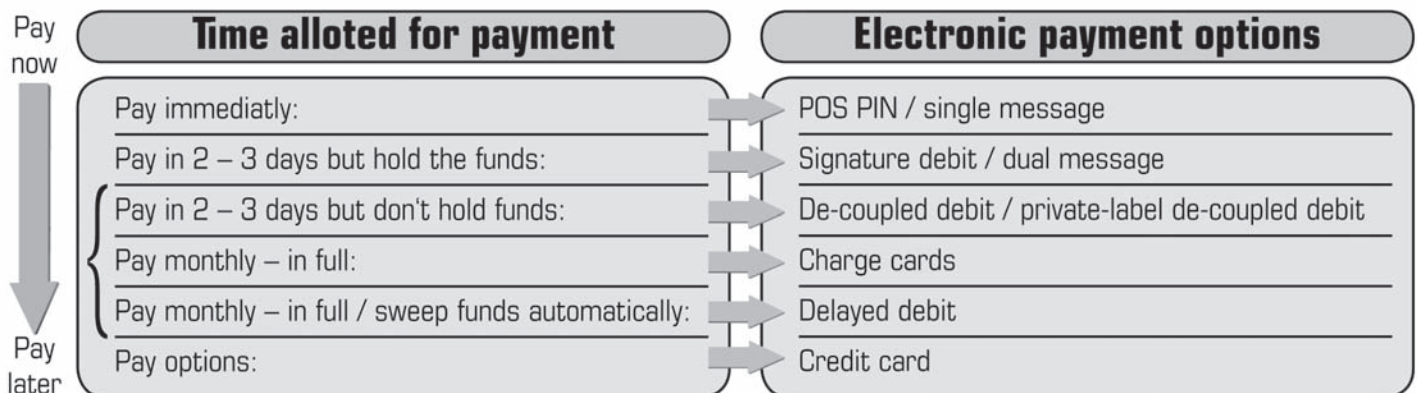 Pay
now
Time alloted for payment
Electronic payment options
Pay immediatly:
POS PIN / single message
Pay in 2 – 3 days but hold the funds:
Signature debit / dual message
Pay in 2 – 3 days but don't hold funds:
De-coupled debit / private-label de-coupled debit
Pay monthly – in full:
Charge cards
Pay monthly – in full / sweep funds automatically:
Delayed debit
Pay options:
Credit card
Pay
later